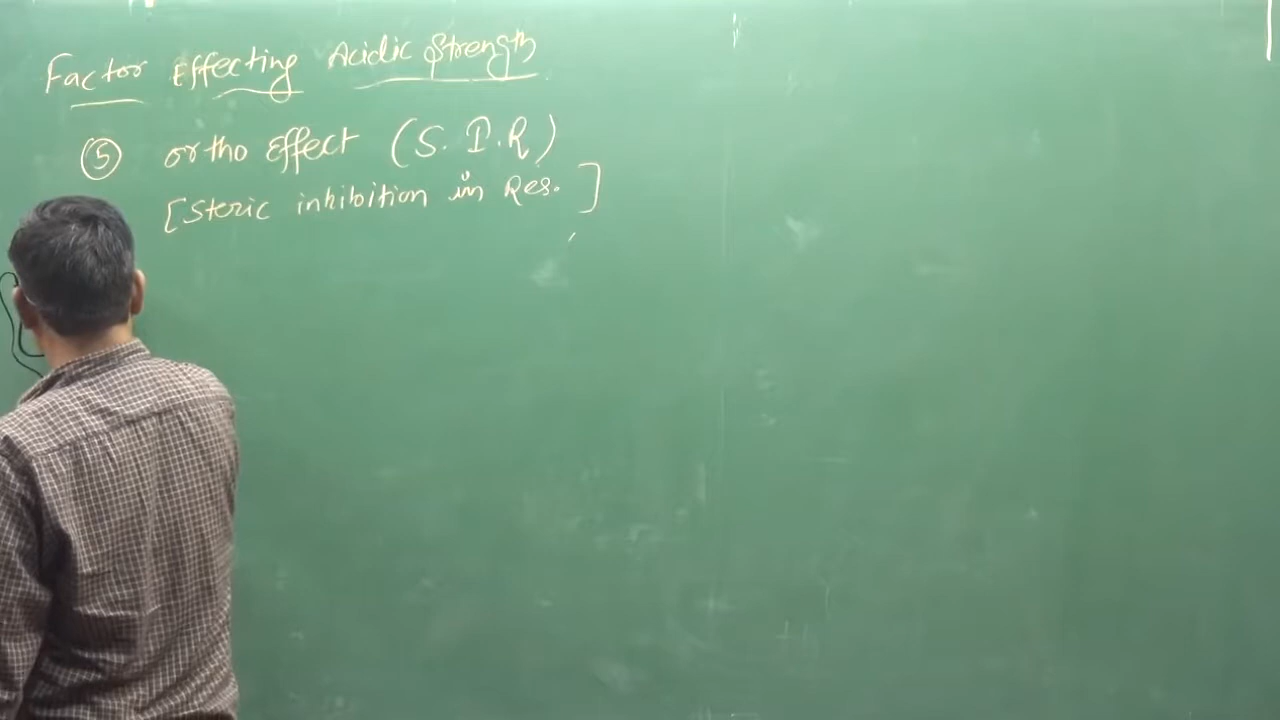 Factor Effecting Acidic Strength
⑤ ortho Effect (S.I.R)
[Steric inhibition in Res.]